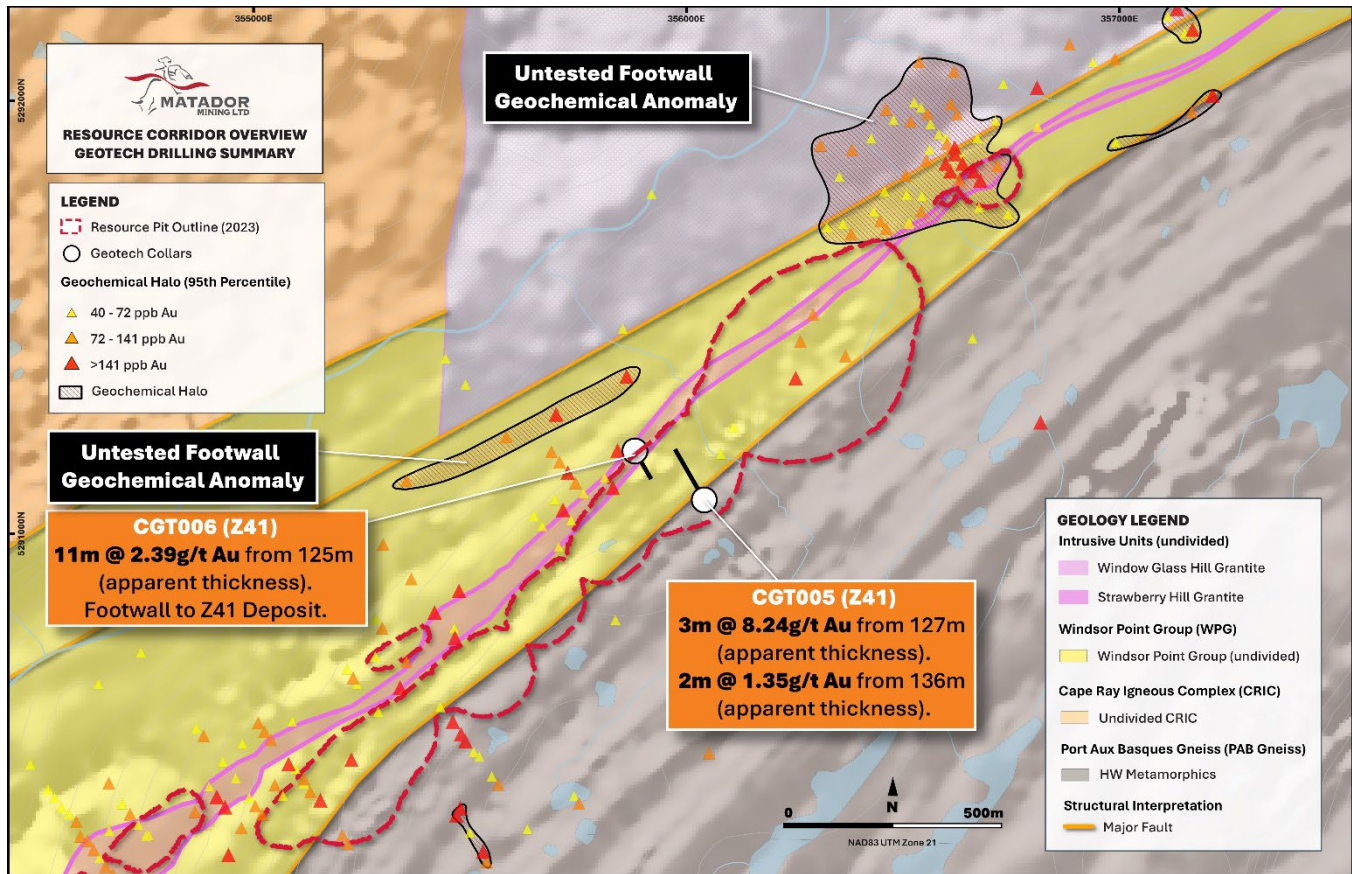 355000E
356000E
357000E
5292000N
5291000N
MATADOR
MINING LTD
RESOURCE CORRIDOR OVERVIEW
GEOTECH DRILLING SUMMARY
LEGEND
Resource Pit Outline (2023)
Geotech Collars
Geochemical Halo (95th Percentile)
40 - 72 ppb Au
72 - 141 ppb Au
>141 ppb Au
Geochemical Halo
Untested Footwall
Geochemical Anomaly
Untested Footwall
Geochemical Anomaly
CGT006 (Z41)
11m @ 2.39g/t Au from 125m
(apparent thickness).
Footwall to Z41 Deposit.
CGT005 (Z41)
3m @ 8.24g/t Au from 127m
(apparent thickness).
2m @ 1.35g/t Au from 136m
(apparent thickness).
N
0 500m
NAD83 UTM Zone 21
GEOLOGY LEGEND
Intrusive Units (undivided)
Window Glass Hill Grantite
Strawberry Hill Grantite
Windsor Point Group (WPG)
Windsor Point Group (undivided)
Cape Ray Igneous Complex (CRIC)
Undivided CRIC
Port Aux Basques Gneiss (PAB Gneiss)
HW Metamorphics
Structural Interpretation
Major Fault